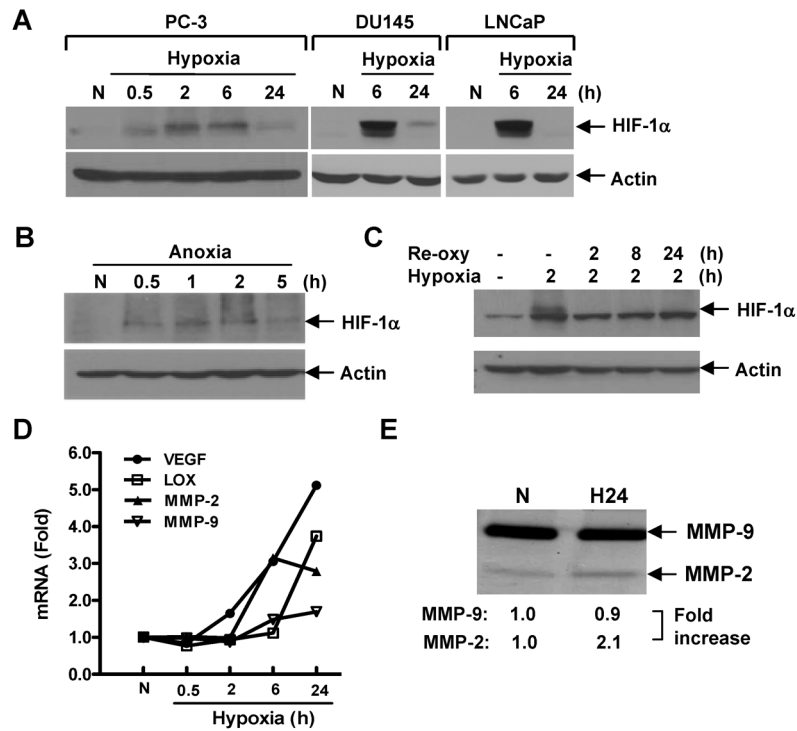 A
PC-3 DU145 LNCaP
Hypoxia Hypoxia Hypoxia
N 0.5 2 6 24 N 6 24 N 6 24 (h)
HIF-1α
Actin
B
Anoxia
N 0.5 1 2 5 (h)
HIF-1α
Actin
C
Re-oxy - - 2 8 24 (h)
Hypoxia - 2 2 2 2 (h)
HIF-1α
Actin
D
VEGF
LOX
MMP-2
MMP-9
6.0
5.0
4.0
3.0
2.0
1.0
0.0
mRNA (Fold)
N 0.5 2 6 24
Hypoxia (h)
E
N H24
MMP-9
MMP-2
MMP-9: 1.0 0.9
MMP-2: 1.0 2.1
Fold
increase